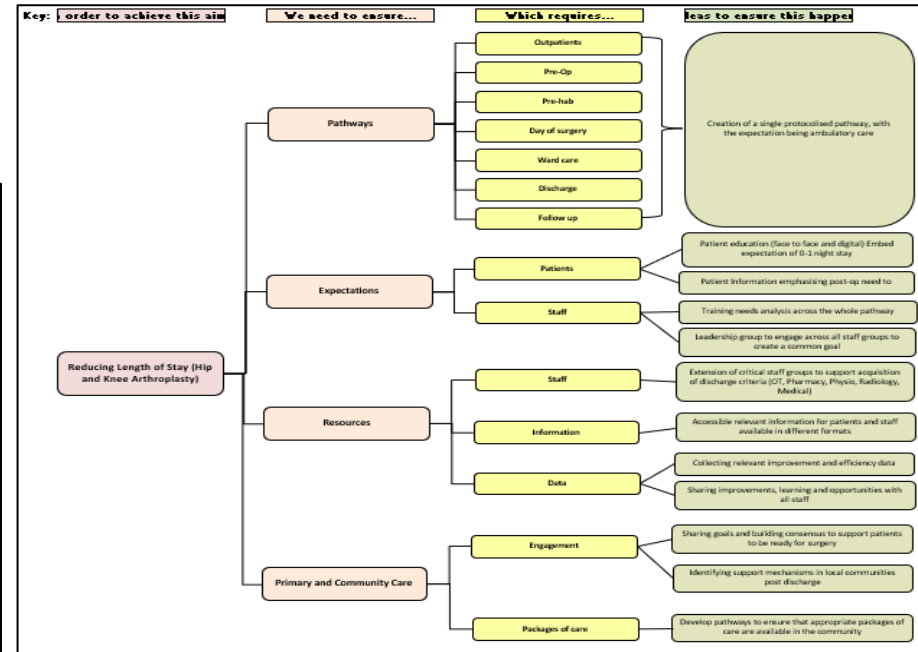 Key: n order to achieve this aim
We need to ensure...
Which requires...
deas to ensure this happen
Outpatients
Pre-Op
Pre-hab
Pathways
Day of surgery
Ward care
Discharge
Follow up
Creation of a single protocolised pathway, with
the expectation being ambulatory care
Expectations
Patients
Patient education (face to face and digital) Embed
expectation of 0-1 night stay
Patient Information emphasising post-op need to
Staff
Training needs analysis across the whole pathway
Leadership group to engage across all staff groups to
create a common goal
Reducing Length of Stay (Hip
and Knee Arthroplasty)
Resources
Staff
Extension of critical staff groups to support acquisition
of discharge criteria (OT, Pharmacy, Physio, Radiology,
Medical)
Information
Accessible relevant information for patients and staff
available in different formats
Data
Collecting relevant improvement and efficiency data
Sharing improvements, learning and opportunities with
all staff
Primary and Community Care
Engagement
Sharing goals and building consensus to support patients
to be ready for surgery
Identifying support mechanisms in local communities
post discharge
Packages of care
Develop pathways to ensure that appropriate packages of
care are available in the community